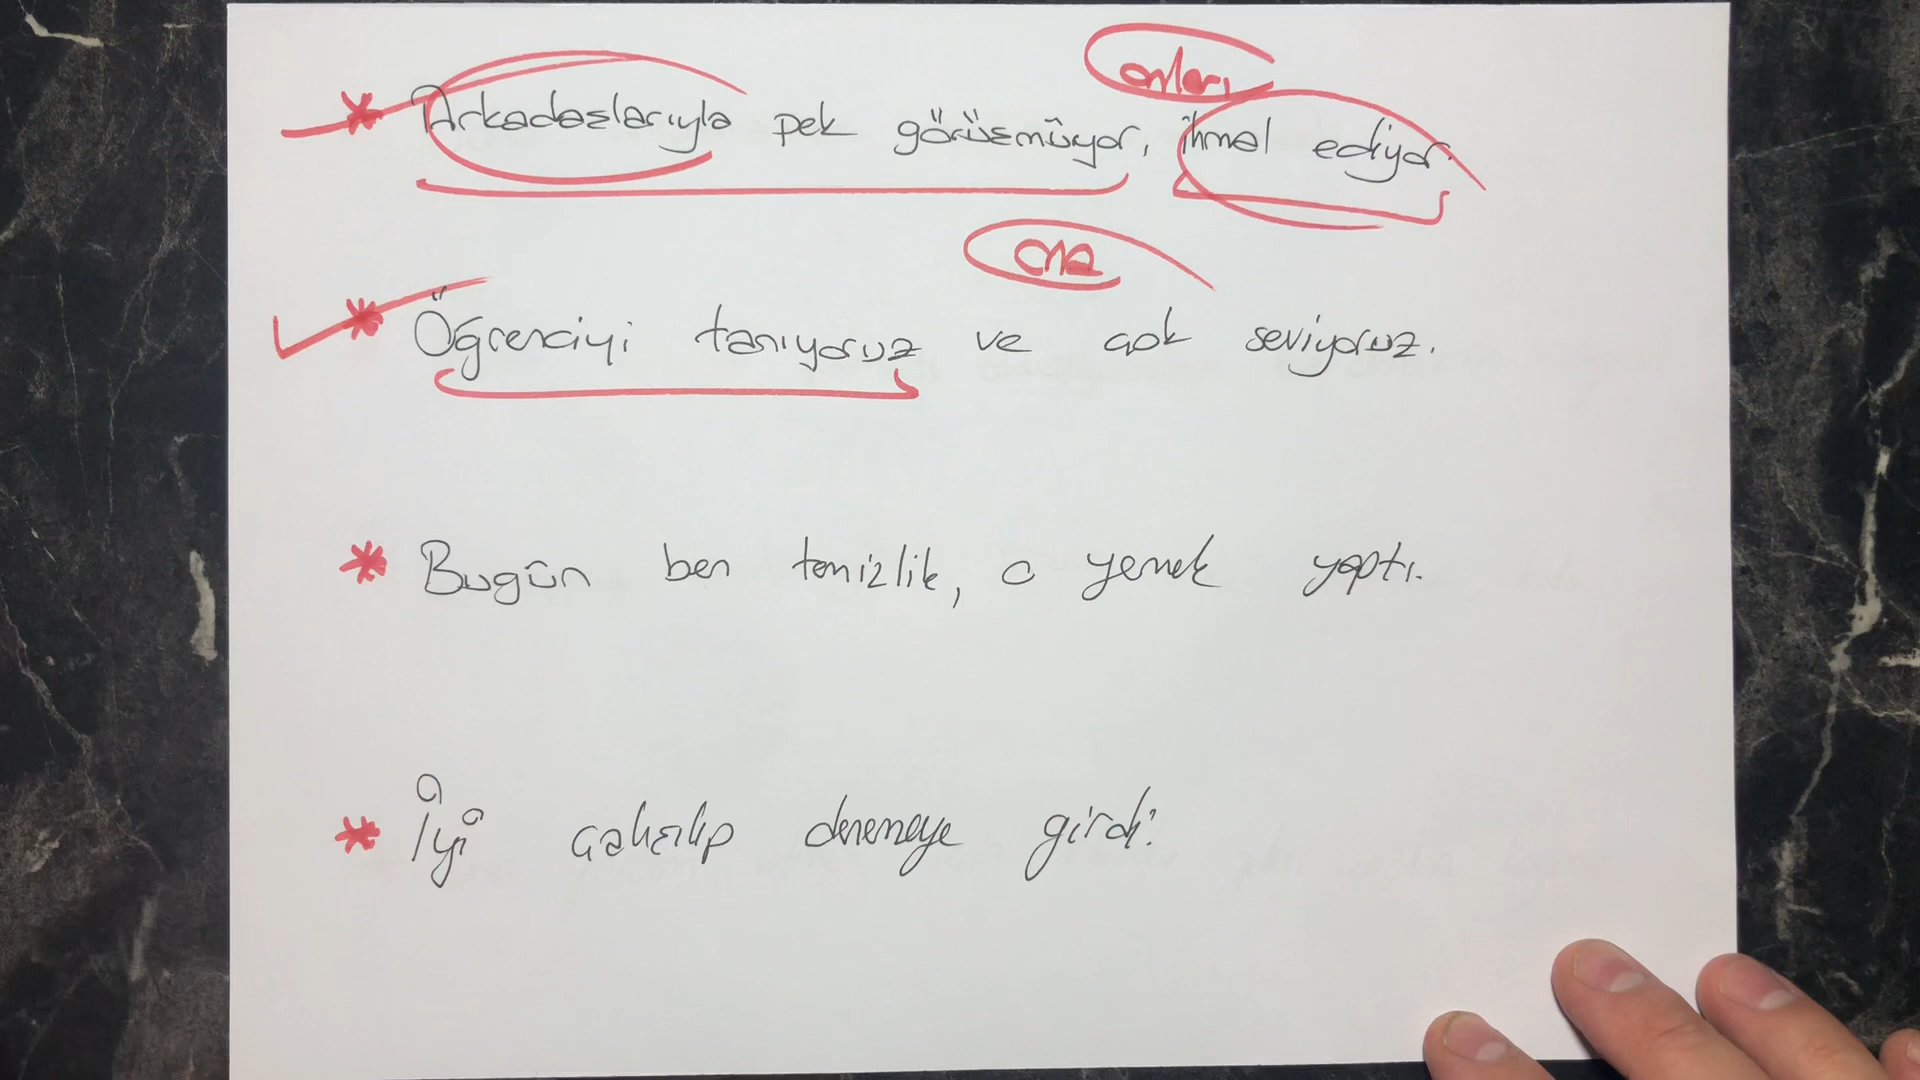 onları
* Arkadaşlarıyla pek görüşmüyor, ihmal ediyor.
ona
* Öğrenciyi tanıyoruz ve çok seviyoruz.
* Bugün ben temizlik, o yemek yaptı.
* İyi çalışılıp denemeye girdi.